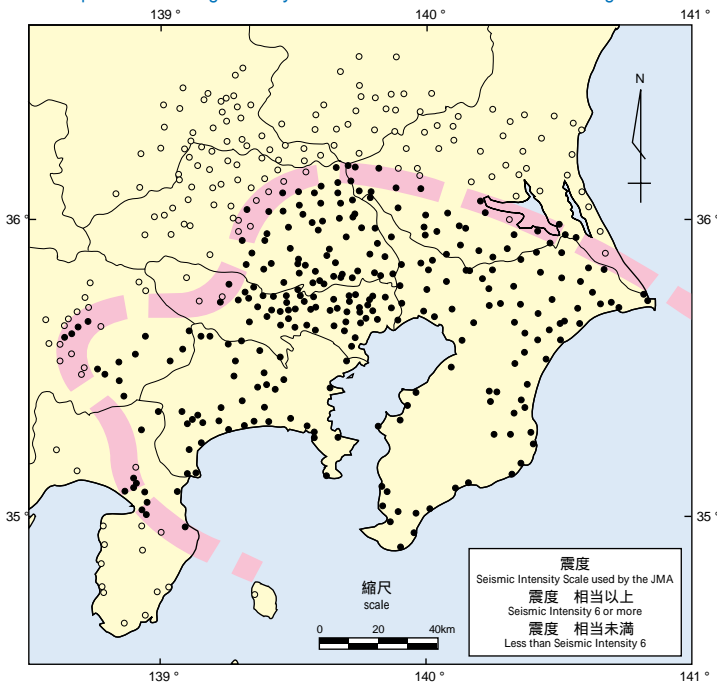 139 °
140 °
141 °
N
36 °
36 °
35 °
35 °
縮尺
scale
0 20 40km
震度
Seismic Intensity Scale used by the JMA
震度 相当以上
Seismic Intensity 6 or more
震度 相当未満
Less than Seismic Intensity 6
139 °
140 °
141 °